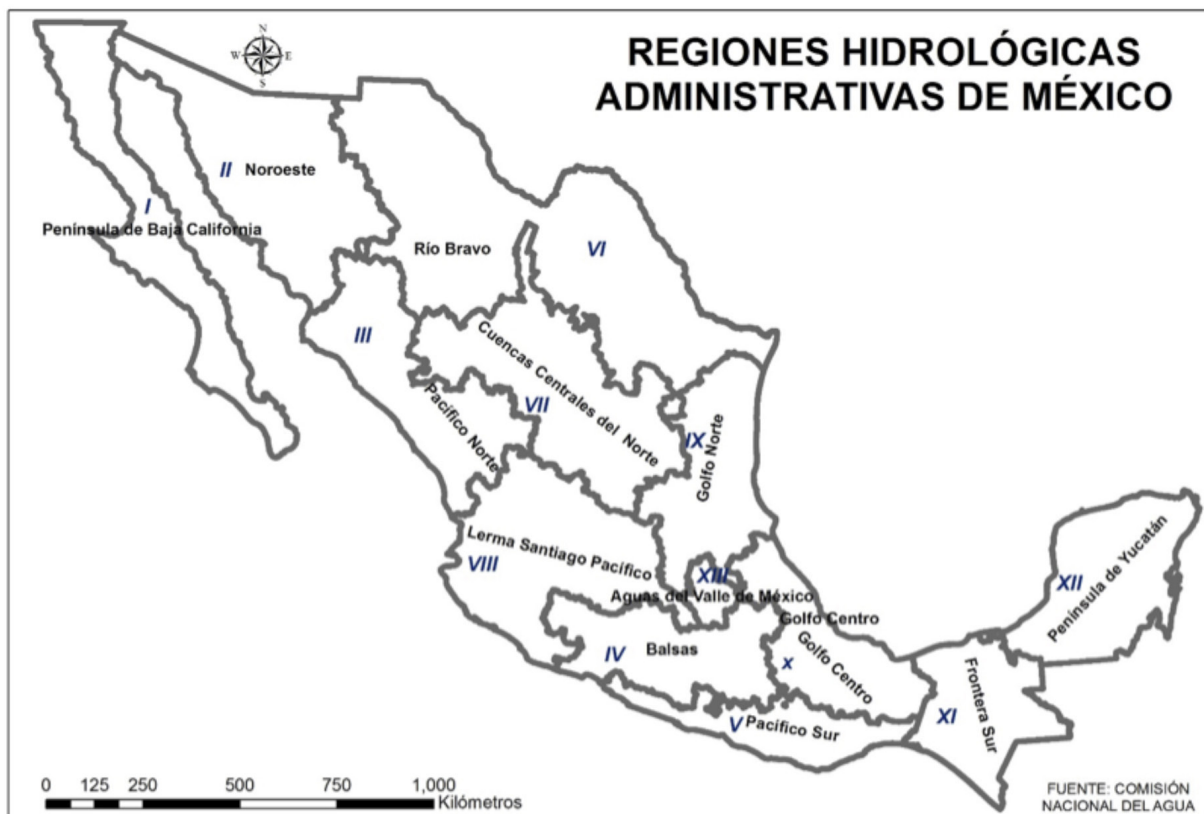 REGIONES HIDROLÓGICAS
ADMINISTRATIVAS DE MÉXICO
N
W
E
S
II
Noroeste
I
Península de Baja California
Río Bravo
VI
III
Cuencas Centrales del Norte
VII
Pacífico Norte
IX
Golfo Norte
Lerma Santiago Pacífico
VIII
XIII
Aguas del Valle de México
XII
Península de Yucatán
Golfo Centro
IV
Balsas
x
Golfo Centro
V
Pacífico Sur
XI
Frontera Sur
0 125 250 500 750 1,000
Kilómetros
FUENTE: COMISIÓN
NACIONAL DEL AGUA